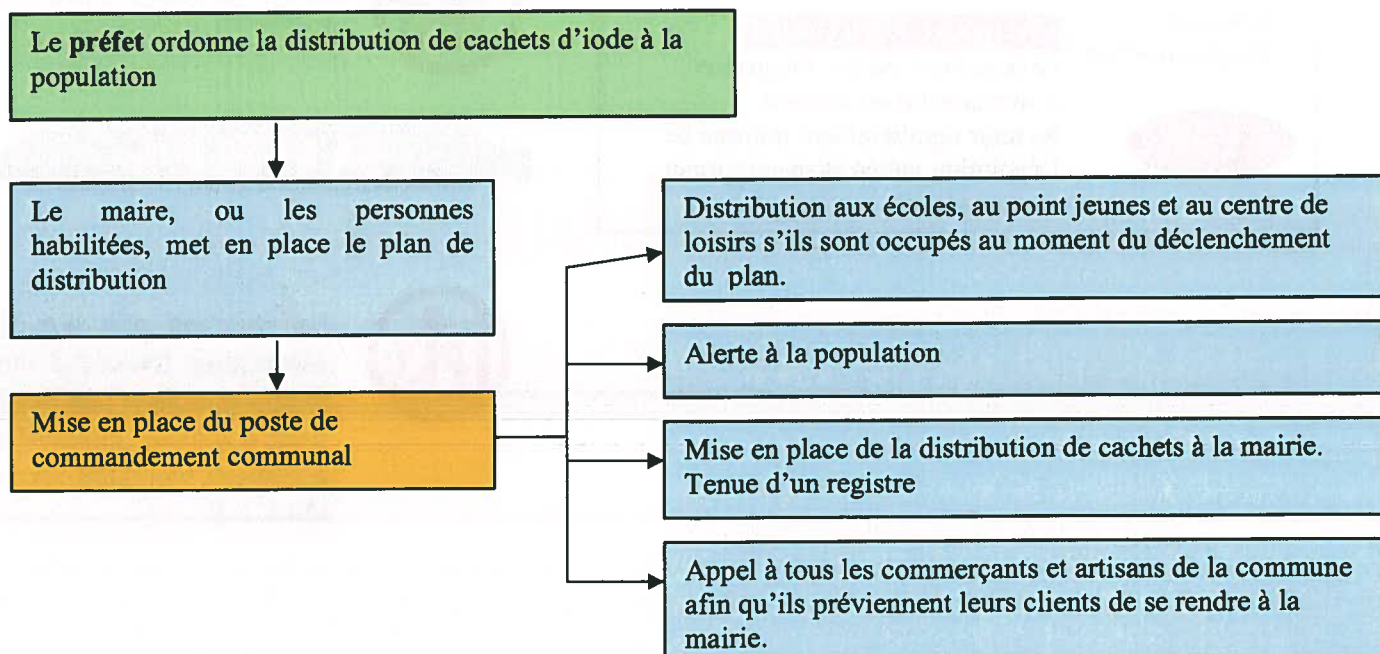 Le préfet ordonne la distribution de cachets d'iode à la
population
Le maire, ou les personnes
habilitées, met en place le plan de
distribution
Mise en place du poste de
commandement communal
Distribution aux écoles, au point jeunes et au centre de
loisirs s'ils sont occupés au moment du déclenchement
du plan.
Alerte à la population
Mise en place de la distribution de cachets à la mairie.
Tenue d'un registre
Appel à tous les commerçants et artisans de la commune
afin qu'ils préviennent leurs clients de se rendre à la
mairie.